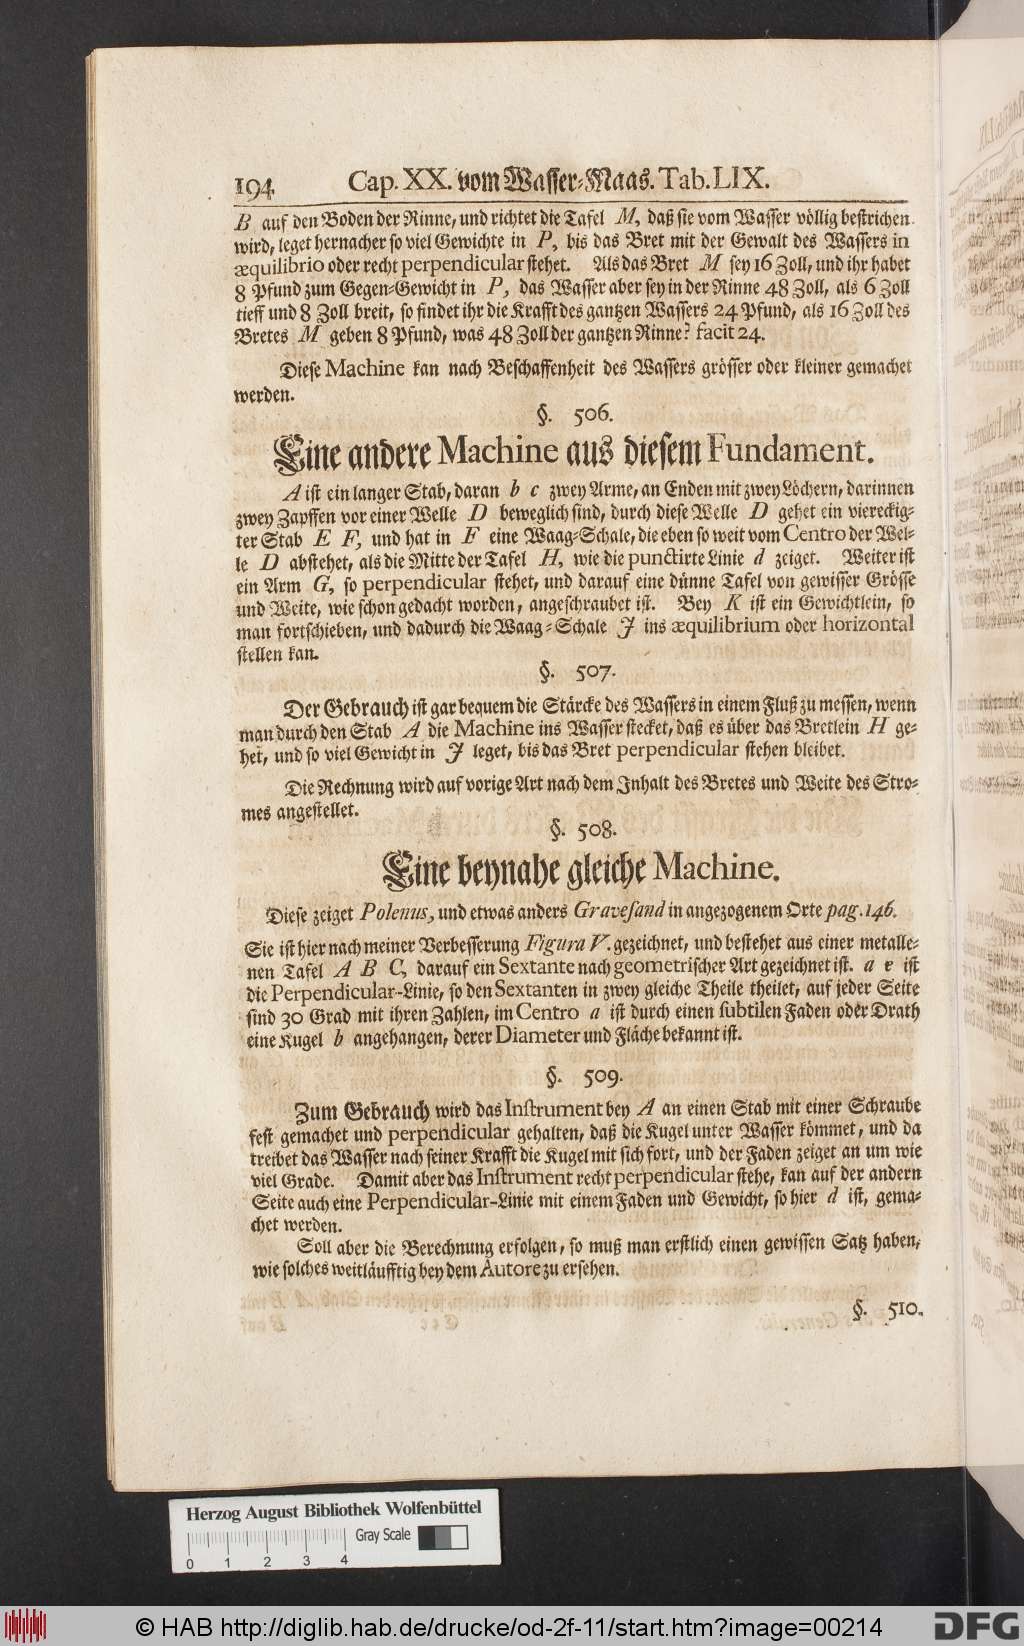 194 Cap. XX. vom Wasser-Maas. Tab. LIX.
B auf den Boden der Rinne, und richtet die Tafel M, daß sie vom Wasser völlig bestrichen
wird, leget hernacher so viel Gewichte in P, bis das Bret mit der Gewalt des Wassers in
æquilibrio oder recht perpendicular stehet. Als das Bret M sey 16 Zoll, und ihr habet
8 Pfund zum Gegen-Gewicht in P, das Wasser aber sey in der Rinne 48 Zoll, als 6 Zoll
tieff und 8 Zoll breit, so findet ihr die Krafft des gantzen Wassers 24 Pfund, als 16 Zoll des
Bretes M geben 8 Pfund, was 48 Zoll der gantzen Rinne? facit 24.
Diese Machine kan nach Beschaffenheit des Wassers grösser oder kleiner gemachet
werden.
§. 506.
Eine andere Machine aus diesem Fundament.
A ist ein langer Stab, daran b c zwey Arme, an Enden mit zwey Löchern, darinnen
zwey Zapffen vor einer Welle D beweglich sind, durch diese Welle D gehet ein viereckig-
ter Stab E F, und hat in F eine Waag-Schale, die eben so weit vom Centro der Wel-
le D abstehet, als die Mitte der Tafel H, wie die punctirte Linie d zeiget. Weiter ist
ein Arm G, so perpendicular stehet, und darauf eine dünne Tafel von gewisser Grösse
und Weite, wie schon gedacht worden, angeschraubet ist. Bey K ist ein Gewichtlein, so
man fortschieben, und dadurch die Waag-Schale J ins æquilibrium oder horizontal
stellen kan.
§. 507.
Der Gebrauch ist gar bequem die Stärcke des Wassers in einem Fluß zu messen, wenn
man durch den Stab A die Machine ins Wasser stecket, daß es über das Bretlein H ge-
het, und so viel Gewicht in J leget, bis das Bret perpendicular stehen bleibet.
Die Rechnung wird auf vorige Art nach dem Inhalt des Bretes und Weite des Stro-
mes angestellet.
§. 508.
Eine beynahe gleiche Machine.
Diese zeiget Polenus, und etwas anders Gravesand in angezogenem Orte pag. 146.
Sie ist hier nach meiner Verbesserung Figura V. gezeichnet, und bestehet aus einer metalle-
nen Tafel A B C, darauf ein Sextante nach geometrischer Art gezeichnet ist. a e ist
die Perpendicular-Linie, so den Sextanten in zwey gleiche Theile theilet, auf jeder Seite
sind 30 Grad mit ihren Zahlen, im Centro a ist durch einen subtilen Faden oder Drath
eine Kugel b angehangen, derer Diameter und Fläche bekannt ist.
§. 509.
Zum Gebrauch wird das Instrument bey A an einen Stab mit einer Schraube
fest gemachet und perpendicular gehalten, daß die Kugel unter Wasser kömmet, und da
treibet das Wasser nach seiner Krafft die Kugel mit sich fort, und der Faden zeiget an um wie
viel Grade. Damit aber das Instrument recht perpendicular stehe, kan auf der andern
Seite auch eine Perpendicular-Linie mit einem Faden und Gewicht, so hier d ist, gema-
chet werden.
Soll aber die Berechnung erfolgen, so muß man erstlich einen gewissen Satz haben,
wie solches weitläufftig bey dem Autore zu ersehen.
§. 510.
Herzog August Bibliothek Wolfenbüttel
Gray Scale
0 1 2 3 4
© HAB http://diglib.hab.de/drucke/od-2f-11/start.htm?image=00214
DFG